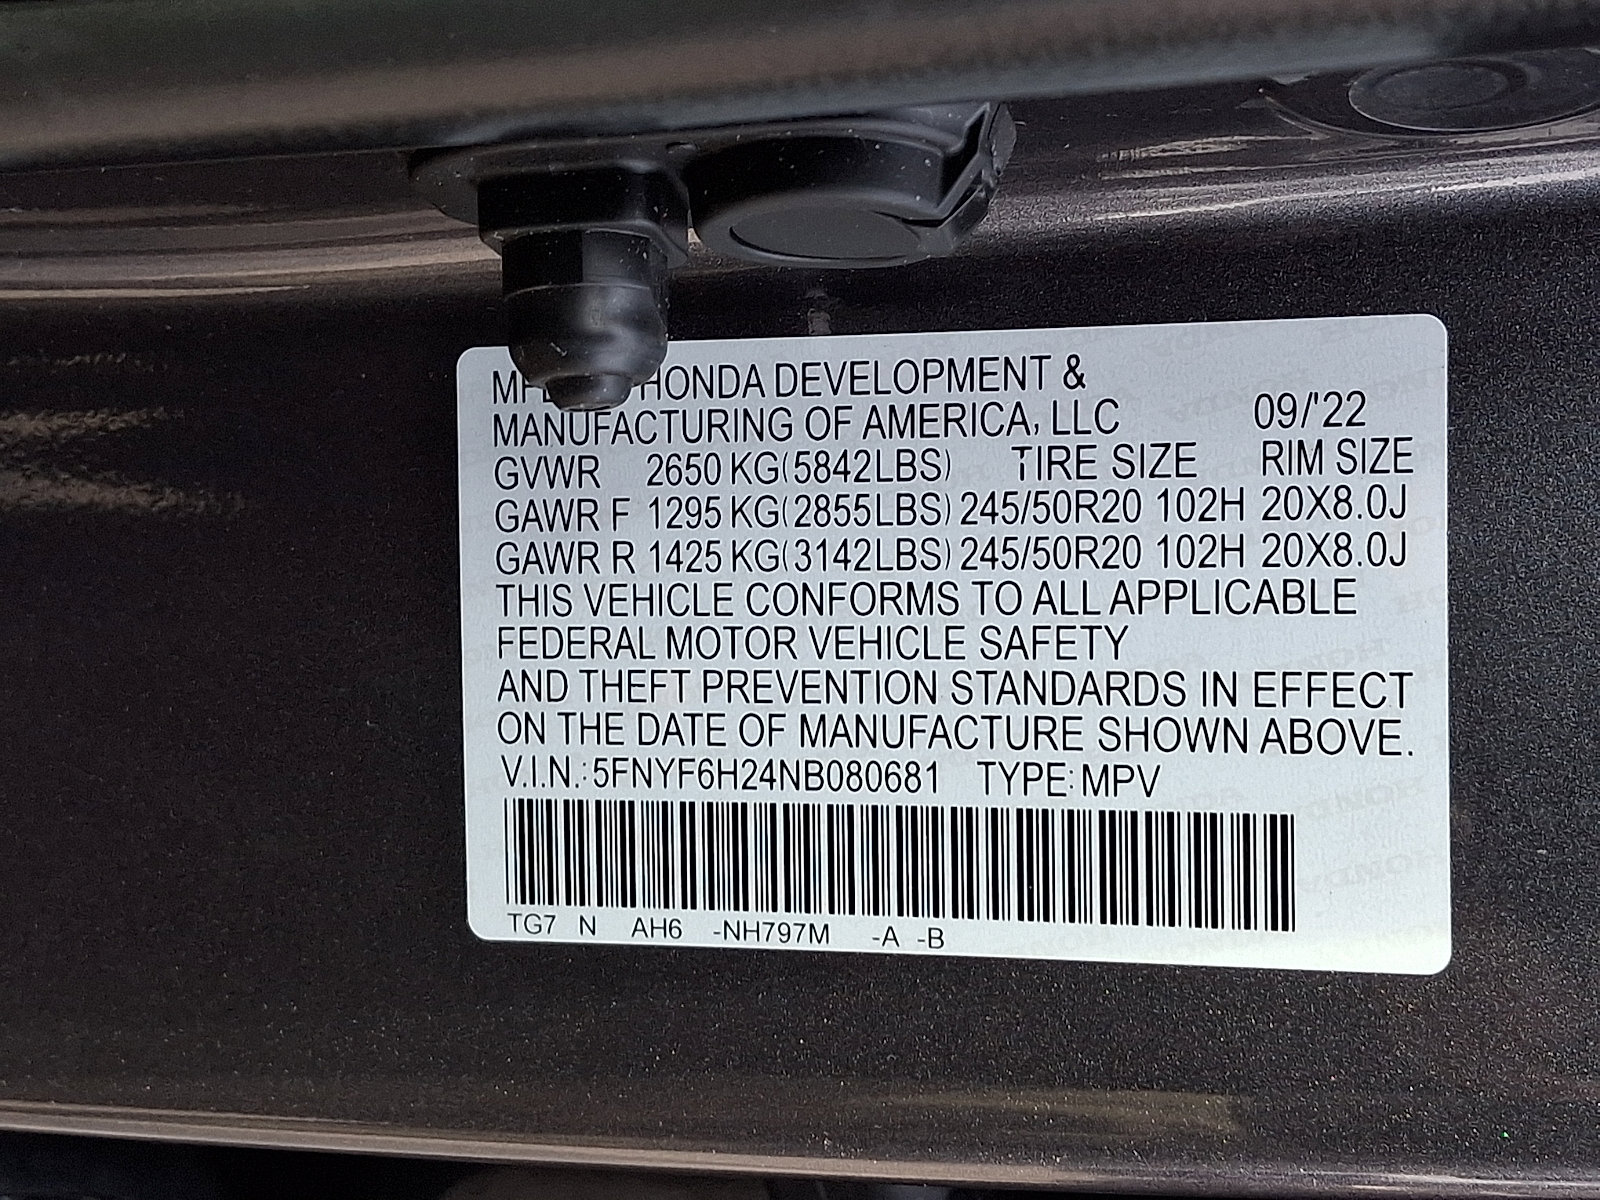 HONDA DEVELOPMENT &
MANUFACTURING OF AMERICA, LLC 09/'22
GVWR 2650 KG(5842LBS) TIRE SIZE RIM SIZE
GAWR F 1295 KG(2855LBS) 245/50R20 102H 20X8.0J
GAWR R 1425 KG(3142LBS) 245/50R20 102H 20X8.0J
THIS VEHICLE CONFORMS TO ALL APPLICABLE
FEDERAL MOTOR VEHICLE SAFETY
AND THEFT PREVENTION STANDARDS IN EFFECT
ON THE DATE OF MANUFACTURE SHOWN ABOVE.
V.I.N.: 5FNYF6H24NB080681 TYPE: MPV
TG7 N AH6 -NH797M -A -B